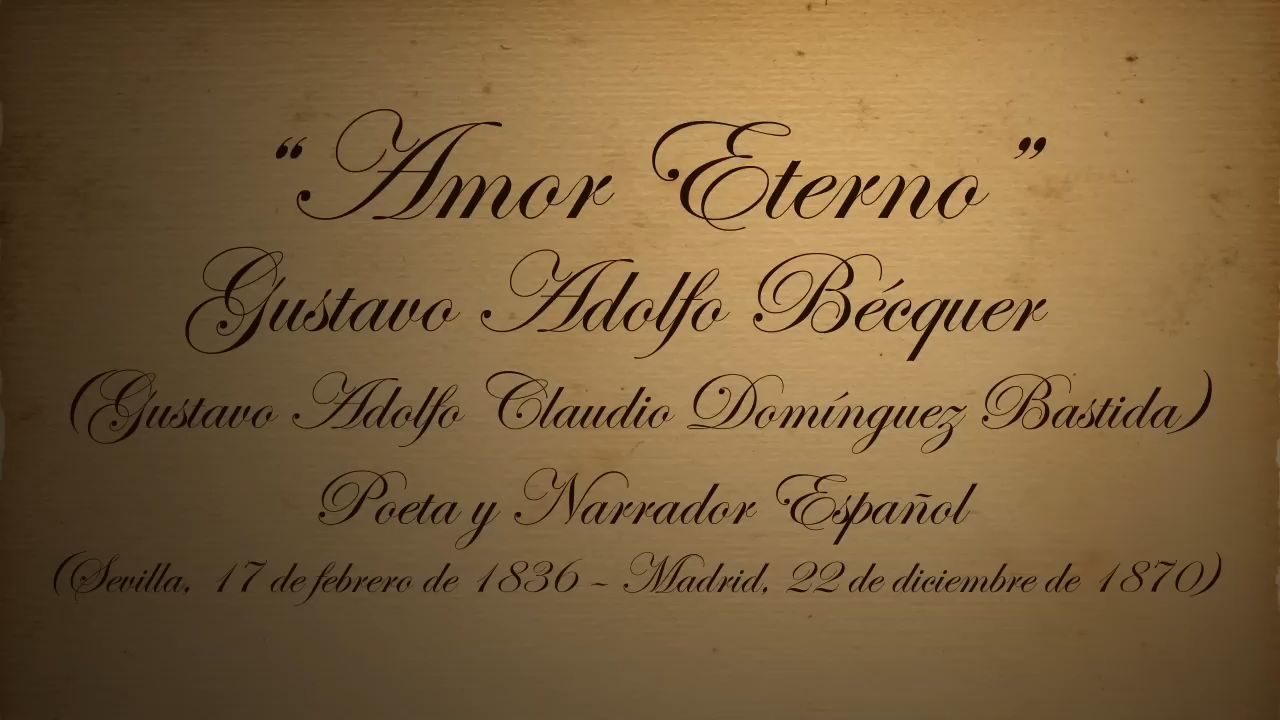 “Amor Eterno”
Gustavo Adolfo Bécquer
(Gustavo Adolfo Claudio Domínguez Bastida)
Poeta y Narrador Español
(Sevilla, 17 de febrero de 1836 - Madrid, 22 de diciembre de 1870)